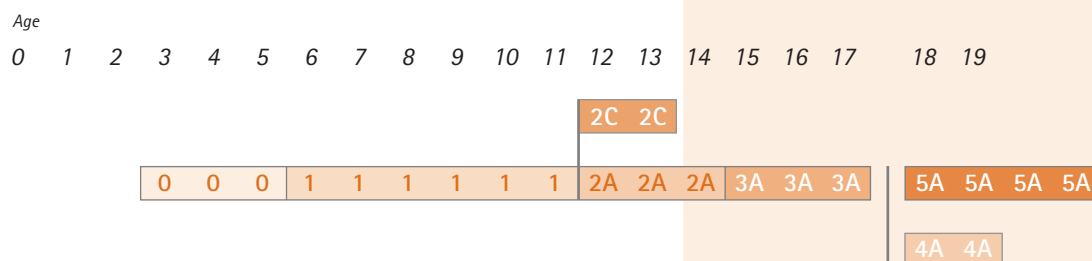 Age
0 1 2 3 4 5 6 7 8 9 10 11 12 13 14 15 16 17 18 19
2C 2C
0 0 0 1 1 1 1 1 1 2A 2A 2A 3A 3A 3A 5A 5A 5A 5A
4A 4A